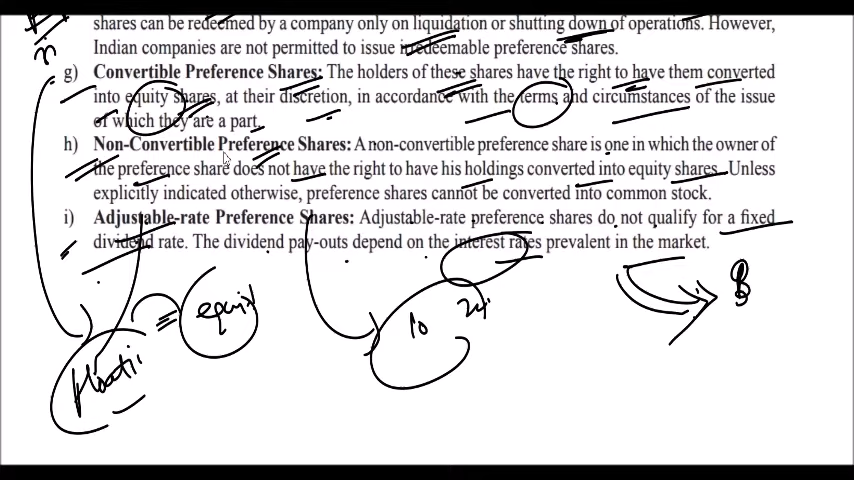 shares can be redeemed by a company only on liquidation or shutting down of operations. However,
Indian companies are not permitted to issue irredeemable preference shares.
g) Convertible Preference Shares: The holders of these shares have the right to have them converted
into equity shares, at their discretion, in accordance with the terms and circumstances of the issue
of which they are a part.
h) Non-Convertible Preference Shares: A non-convertible preference share is one in which the owner of
the preference share does not have the right to have his holdings converted into equity shares. Unless
explicitly indicated otherwise, preference shares cannot be converted into common stock.
i) Adjustable-rate Preference Shares: Adjustable-rate preference shares do not qualify for a fixed
dividend rate. The dividend pay-outs depend on the interest rates prevalent in the market.
10